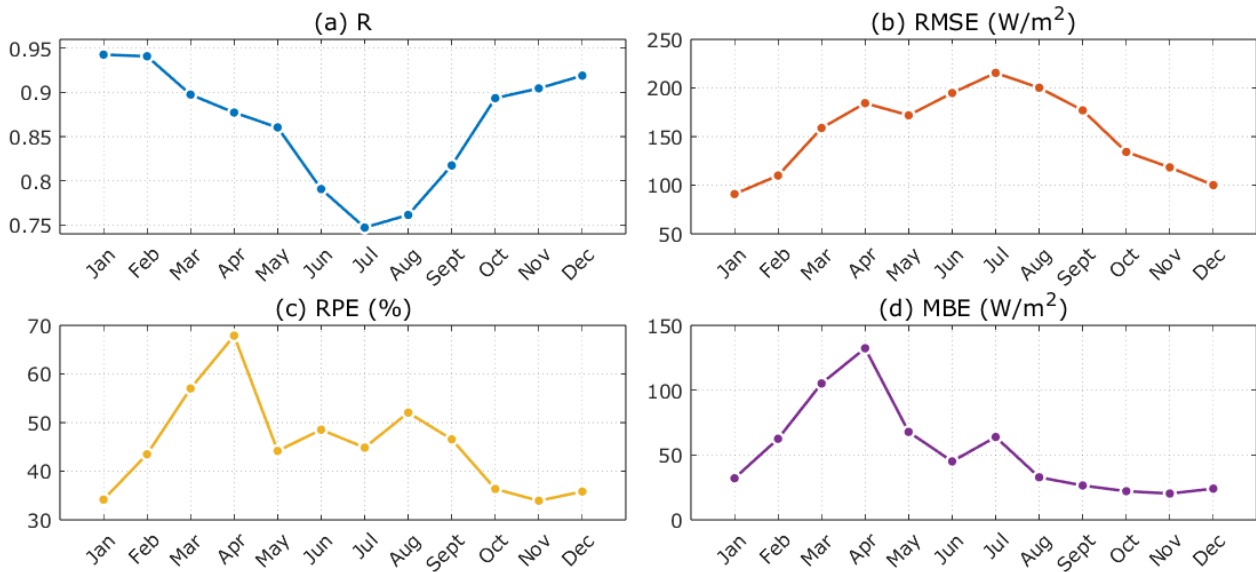 (a) R
0.95
0.9
0.85
0.8
0.75
Jan Feb Mar Apr May Jun Jul Aug Sept Oct Nov Dec
(b) RMSE (W/m²)
250
200
150
100
50
Jan Feb Mar Apr May Jun Jul Aug Sept Oct Nov Dec
(c) RPE (%)
70
60
50
40
30
Jan Feb Mar Apr May Jun Jul Aug Sept Oct Nov Dec
(d) MBE (W/m²)
150
100
50
0
Jan Feb Mar Apr May Jun Jul Aug Sept Oct Nov Dec